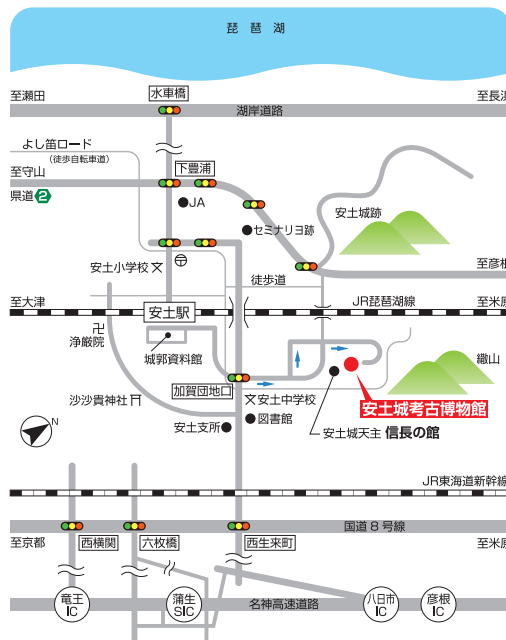 琵琶湖
水車橋
至瀬田
至長浜
湖岸道路
よし笛ロード
(徒歩自転車道)
下豊浦
至守山
県道2
JA
セミナリヨ跡
安土城跡
安土小学校 文
徒歩道
至彦根
至大津
安土駅
JR琵琶湖線
至米原
卍
浄厳院
城郭資料館
繖山
加賀団地口
沙沙貴神社
文安土中学校
安土城考古博物館
図書館
安土支所
安土城天主 信長の館
N
JR東海道新幹線
国道8号線
至京都
西横関
六枚橋
西生来町
至米原
竜王
IC
蒲生
SIC
名神高速道路
八日市
IC
彦根
IC